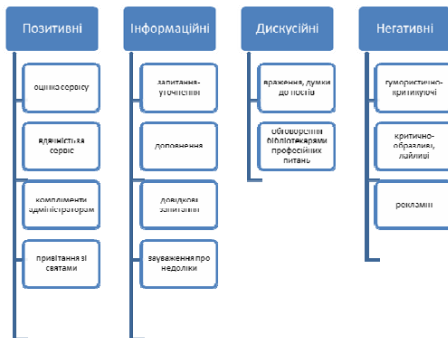 Позитивні
оцінка сервісу
вдячність за
сервіс
компліменти
адміністраторам
привітання зі
святами
Інформаційні
запитання-
уточнення
доповнення
довідкові
запитання
зауваження про
недоліки
Дискусійні
враження, думки
до постів
обговорення
бібліотекарями
професійних
питань
Негативні
гумористично-
критикуючі
критично-
образливі,
лайливі
рекламні